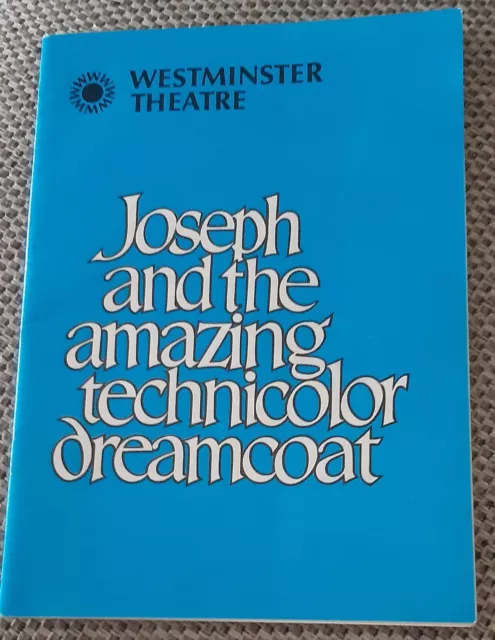 WESTMINSTER
THEATRE
Joseph
and the
amazing
technicolor
dreamcoat